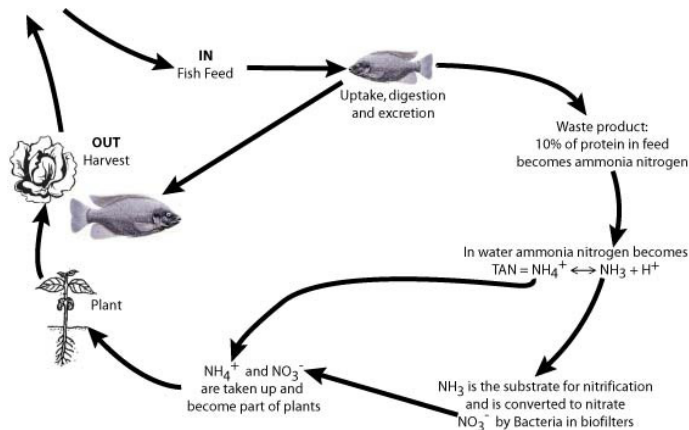 IN
Fish Feed
Uptake, digestion
and excretion
Waste product:
10% of protein in feed
becomes ammonia nitrogen
OUT
Harvest
In water ammonia nitrogen becomes
TAN = NH₄⁺ ↔ NH₃ + H⁺
Plant
NH₄⁺ and NO₃⁻
are taken up and
become part of plants
NH₃ is the substrate for nitrification
and is converted to nitrate
NO₃⁻ by Bacteria in biofilters